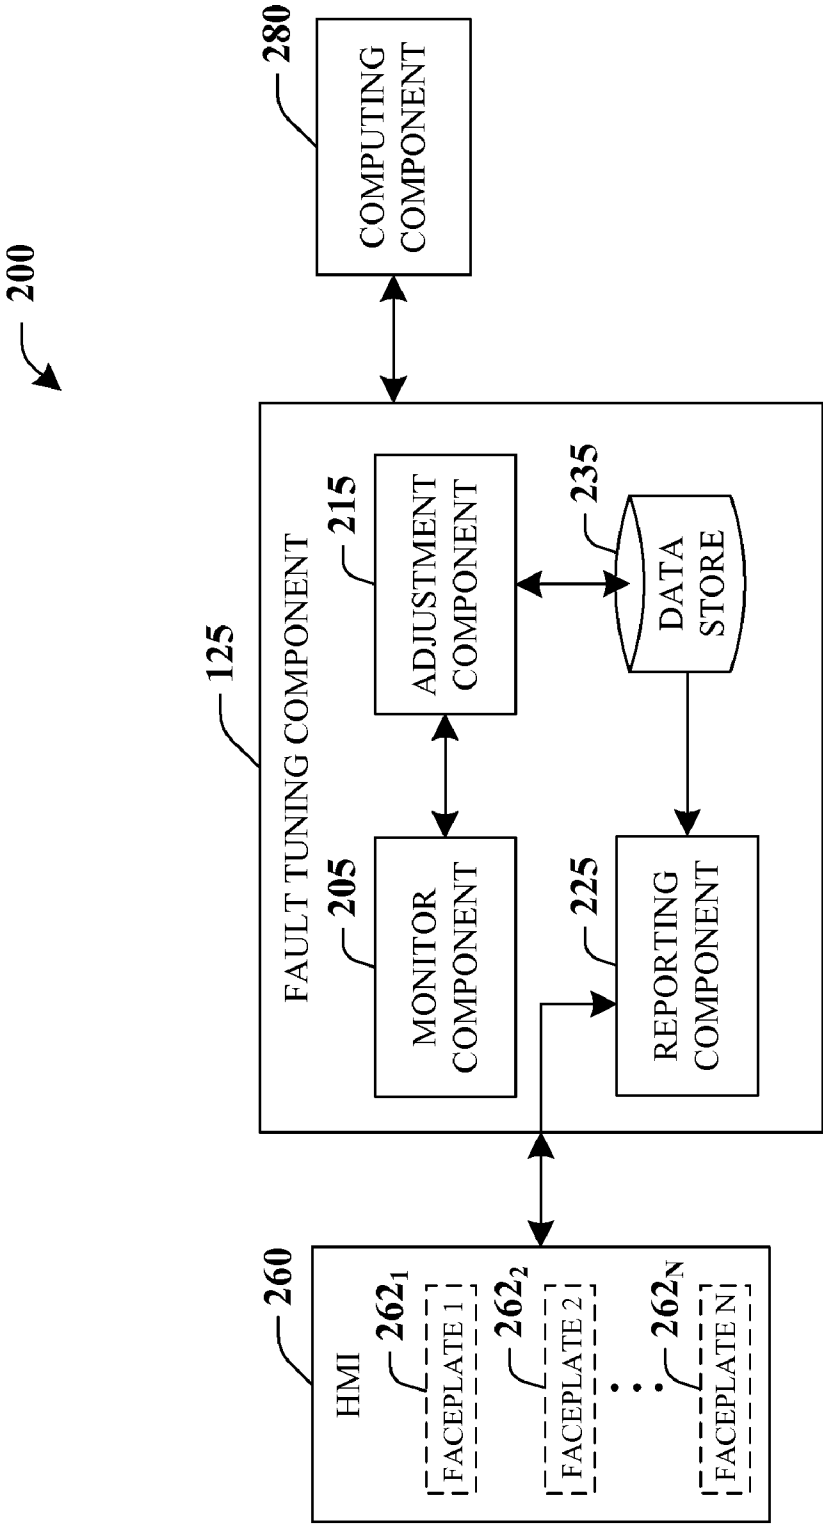 200
260
HMI
262₁
FACEPLATE 1
262₂
FACEPLATE 2
262N
FACEPLATE N
125
FAULT TUNING COMPONENT
205
MONITOR
COMPONENT
215
ADJUSTMENT
COMPONENT
225
REPORTING
COMPONENT
235
DATA
STORE
280
COMPUTING
COMPONENT